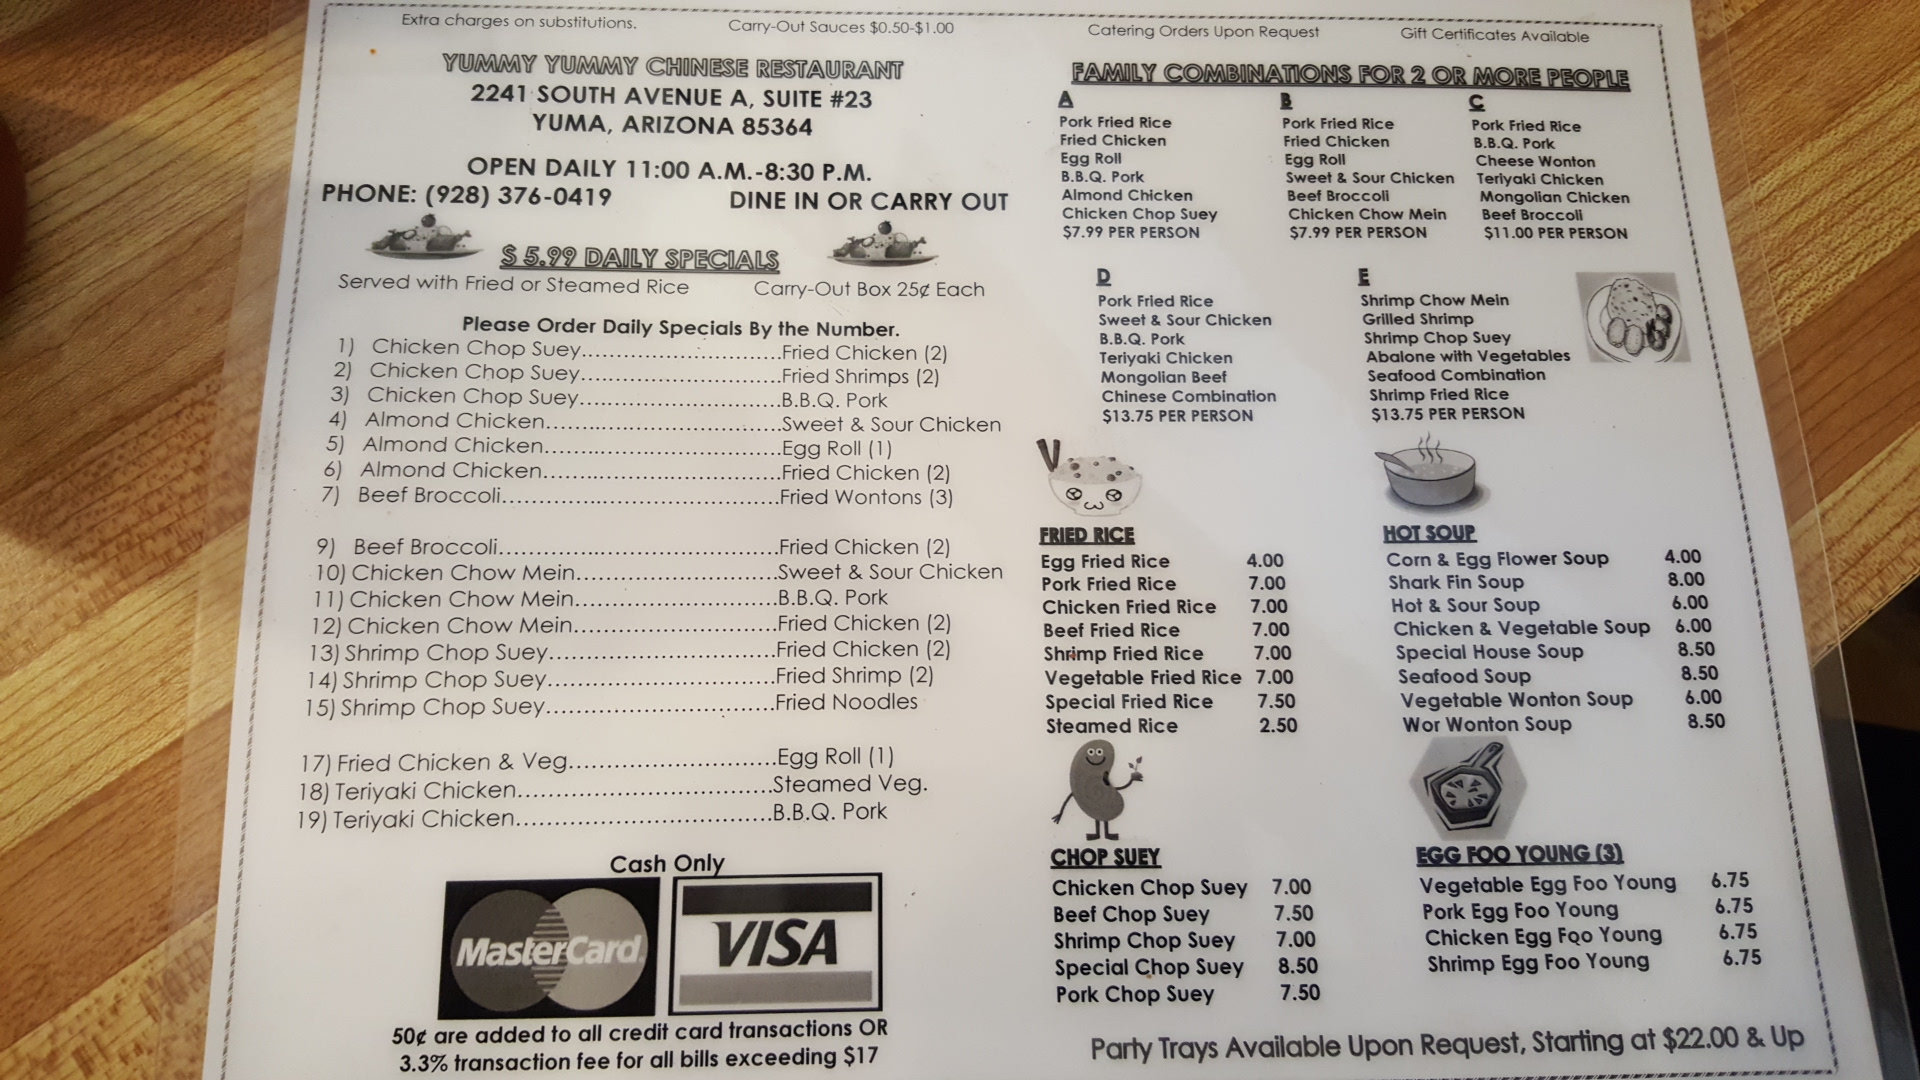 Extra charges on substitutions. Carry-Out Sauces $0.50-$1.00 Catering Orders Upon Request Gift Certificates Available
YUMMY YUMMY CHINESE RESTAURANT
2241 SOUTH AVENUE A, SUITE #23
YUMA, ARIZONA 85364
OPEN DAILY 11:00 A.M.-8:30 P.M.
PHONE: (928) 376-0419 DINE IN OR CARRY OUT
$ 5.99 DAILY SPECIALS
Served with Fried or Steamed Rice Carry-Out Box 25¢ Each
Please Order Daily Specials By the Number.
1) Chicken Chop Suey..............................Fried Chicken (2)
2) Chicken Chop Suey..............................Fried Shrimps (2)
3) Chicken Chop Suey..............................B.B.Q. Pork
4) Almond Chicken...................................Sweet & Sour Chicken
5) Almond Chicken...................................Egg Roll (1)
6) Almond Chicken...................................Fried Chicken (2)
7) Beef Broccoli.........................................Fried Wontons (3)
9) Beef Broccoli.........................................Fried Chicken (2)
10) Chicken Chow Mein..............................Sweet & Sour Chicken
11) Chicken Chow Mein..............................B.B.Q. Pork
12) Chicken Chow Mein..............................Fried Chicken (2)
13) Shrimp Chop Suey..................................Fried Chicken (2)
14) Shrimp Chop Suey..................................Fried Shrimp (2)
15) Shrimp Chop Suey..................................Fried Noodles
17) Fried Chicken & Veg..............................Egg Roll (1)
18) Teriyaki Chicken.....................................Steamed Veg.
19) Teriyaki Chicken.....................................B.B.Q. Pork
Cash Only
MasterCard
VISA
50¢ are added to all credit card transactions OR
3.3% transaction fee for all bills exceeding $17
FAMILY COMBINATIONS FOR 2 OR MORE PEOPLE
A
Pork Fried Rice
Fried Chicken
Egg Roll
B.B.Q. Pork
Almond Chicken
Chicken Chop Suey
$7.99 PER PERSON
B
Pork Fried Rice
Fried Chicken
Egg Roll
Sweet & Sour Chicken
Beef Broccoli
Chicken Chow Mein
$7.99 PER PERSON
C
Pork Fried Rice
B.B.Q. Pork
Cheese Wonton
Teriyaki Chicken
Mongolian Chicken
Beef Broccoli
$11.00 PER PERSON
D
Pork Fried Rice
Sweet & Sour Chicken
B.B.Q. Pork
Teriyaki Chicken
Mongolian Beef
Chinese Combination
$13.75 PER PERSON
E
Shrimp Chow Mein
Grilled Shrimp
Shrimp Chop Suey
Abalone with Vegetables
Seafood Combination
Shrimp Fried Rice
$13.75 PER PERSON
FRIED RICE
Egg Fried Rice 4.00
Pork Fried Rice 7.00
Chicken Fried Rice 7.00
Beef Fried Rice 7.00
Shrimp Fried Rice 7.00
Vegetable Fried Rice 7.00
Special Fried Rice 7.50
Steamed Rice 2.50
HOT SOUP
Corn & Egg Flower Soup 4.00
Shark Fin Soup 8.00
Hot & Sour Soup 6.00
Chicken & Vegetable Soup 6.00
Special House Soup 8.50
Seafood Soup 8.50
Vegetable Wonton Soup 6.00
Wor Wonton Soup 8.50
CHOP SUEY
Chicken Chop Suey 7.00
Beef Chop Suey 7.50
Shrimp Chop Suey 7.00
Special Chop Suey 8.50
Pork Chop Suey 7.50
EGG FOO YOUNG (3)
Vegetable Egg Foo Young 6.75
Pork Egg Foo Young 6.75
Chicken Egg Foo Young 6.75
Shrimp Egg Foo Young 6.75
Party Trays Available Upon Request, Starting at $22.00 & Up